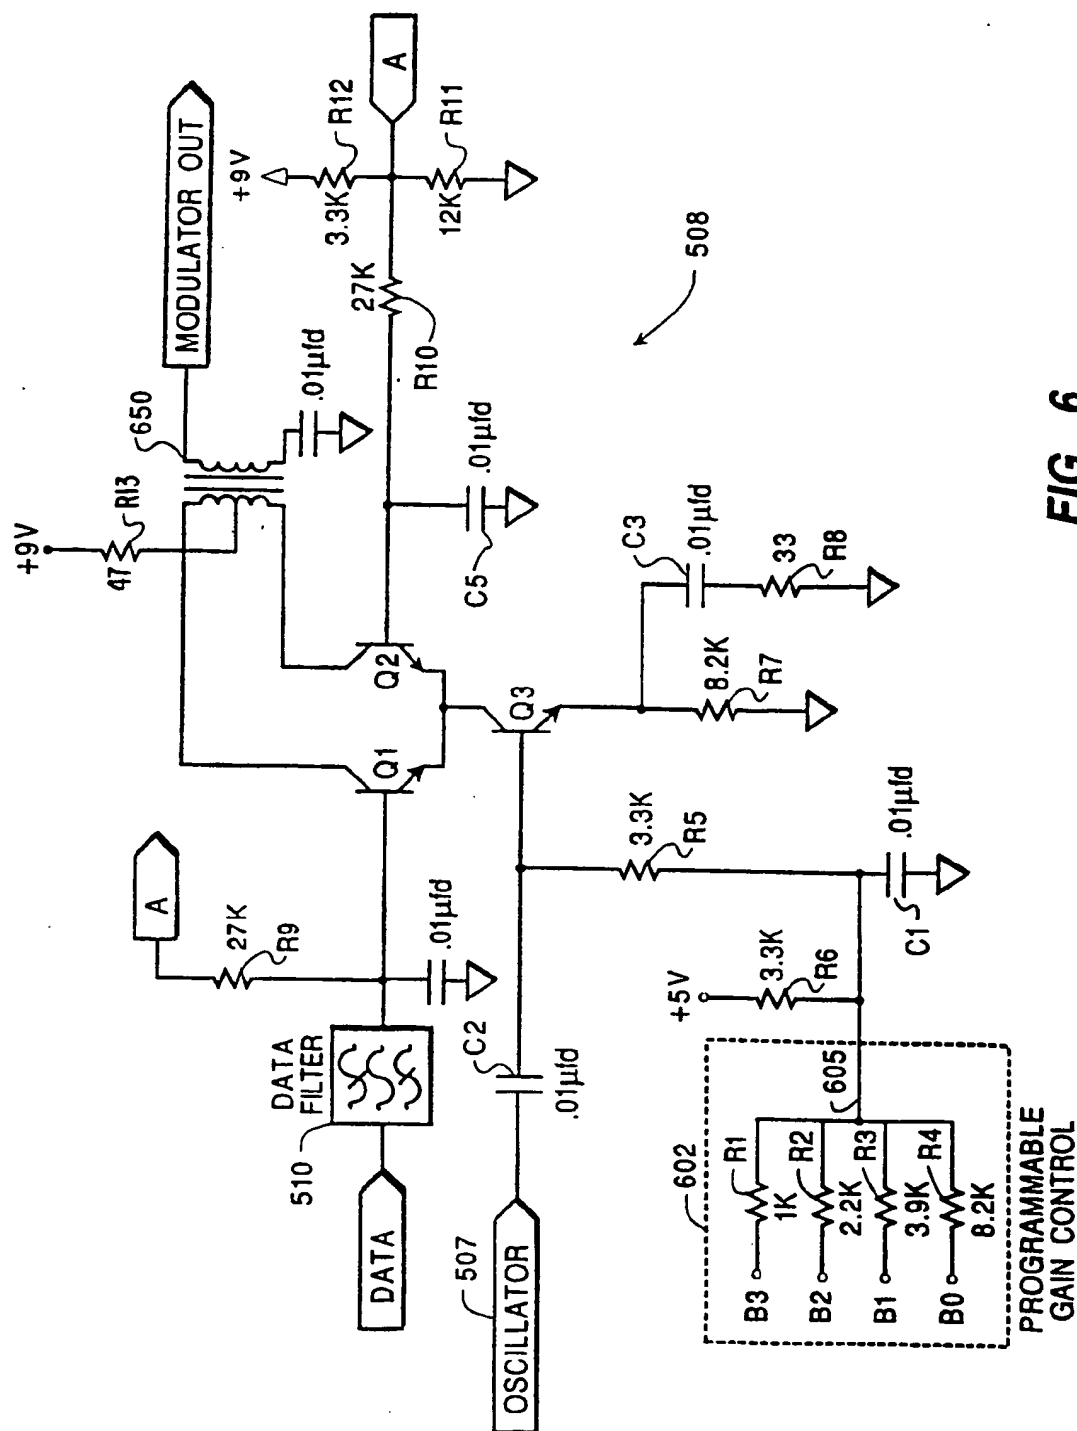 MODULATOR OUT
+9V
R13
47
650
.01µfd
+9V
R12
3.3K
A
R11
12K
27K
R10
508
A
27K
R9
Q1
Q2
C5
.01µfd
DATA
DATA
FILTER
510
.01µfd
Q3
C3
.01µfd
33
R8
8.2K
R7
OSCILLATOR
507
C2
.01µfd
3.3K
R5
+5V
3.3K
R6
C1
.01µfd
602
605
B3
R1
1K
B2
R2
2.2K
B1
R3
3.9K
B0
R4
8.2K
PROGRAMMABLE
GAIN CONTROL
FIG_6